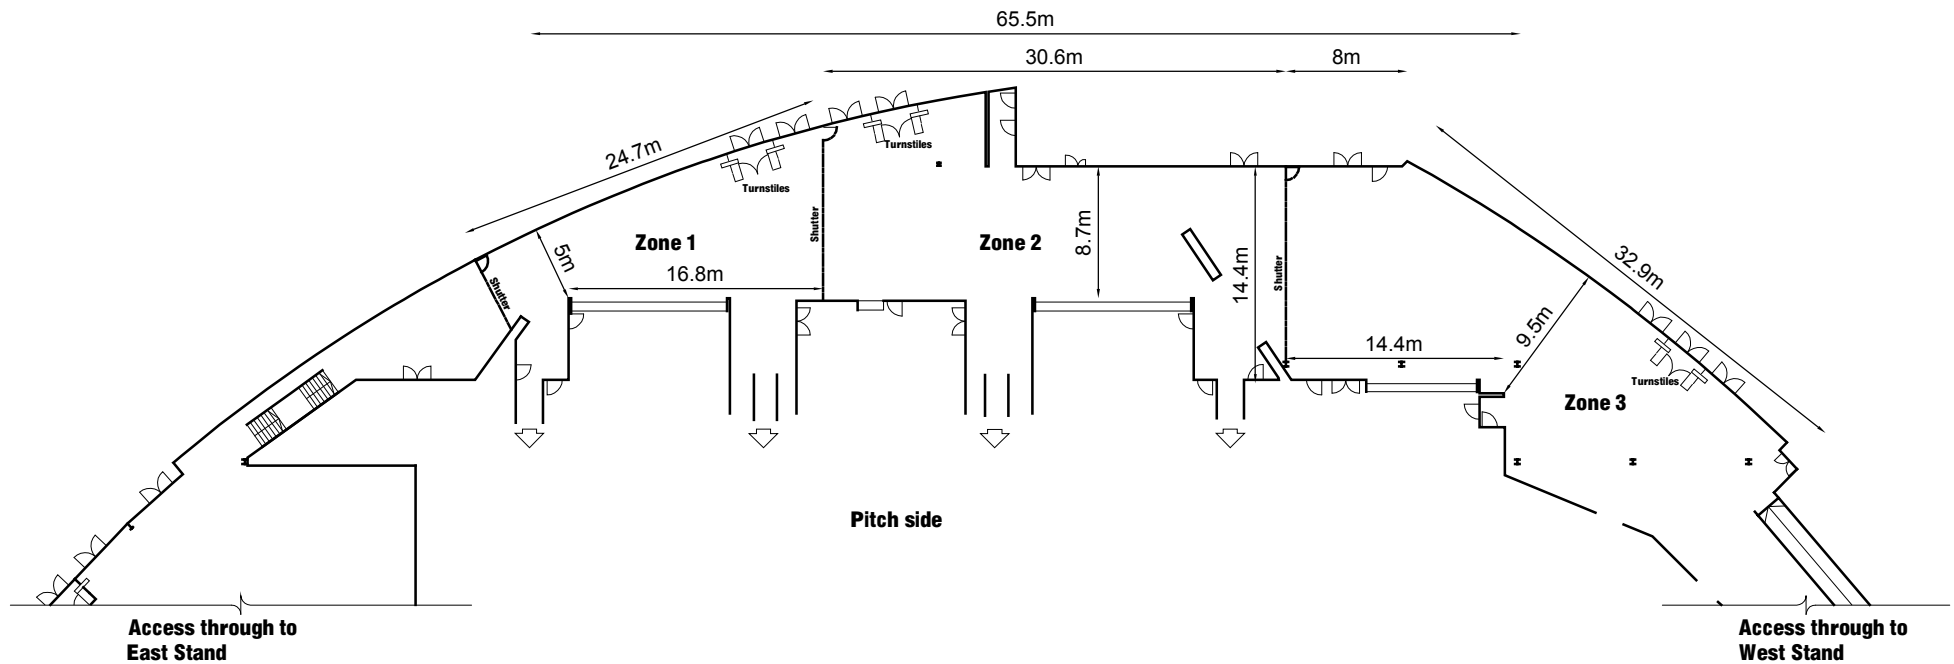 65.5m
30.6m
8m
24.7m
Turnstiles
Turnstiles
Shutter
Zone 1
5m
16.8m
Shutter
Zone 2
8.7m
14.4m
Shutter
32.9m
9.5m
14.4m
Turnstiles
Zone 3
Pitch side
Access through to
East Stand
Access through to
West Stand